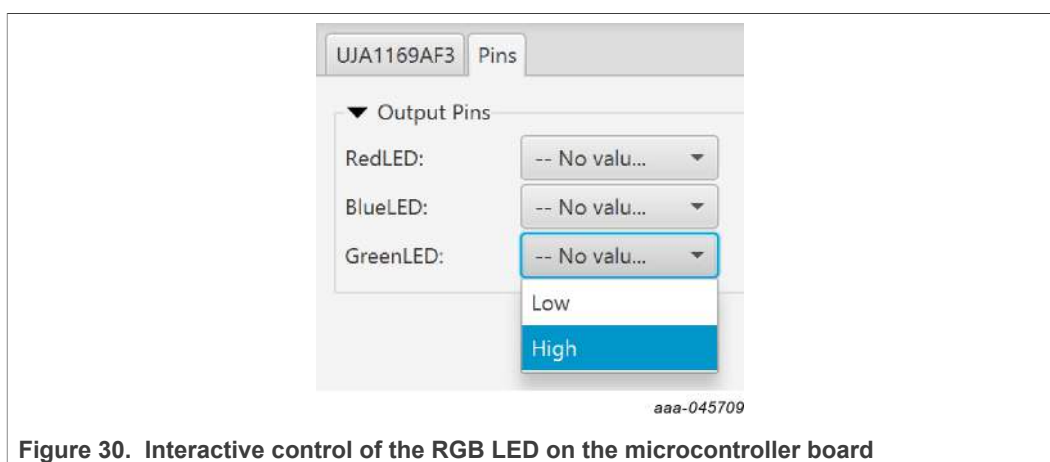 UJA1169AF3 Pins
Output Pins
RedLED: -- No valu...
BlueLED: -- No valu...
GreenLED: -- No valu...
Low
High
aaa-045709
Figure 30. Interactive control of the RGB LED on the microcontroller board